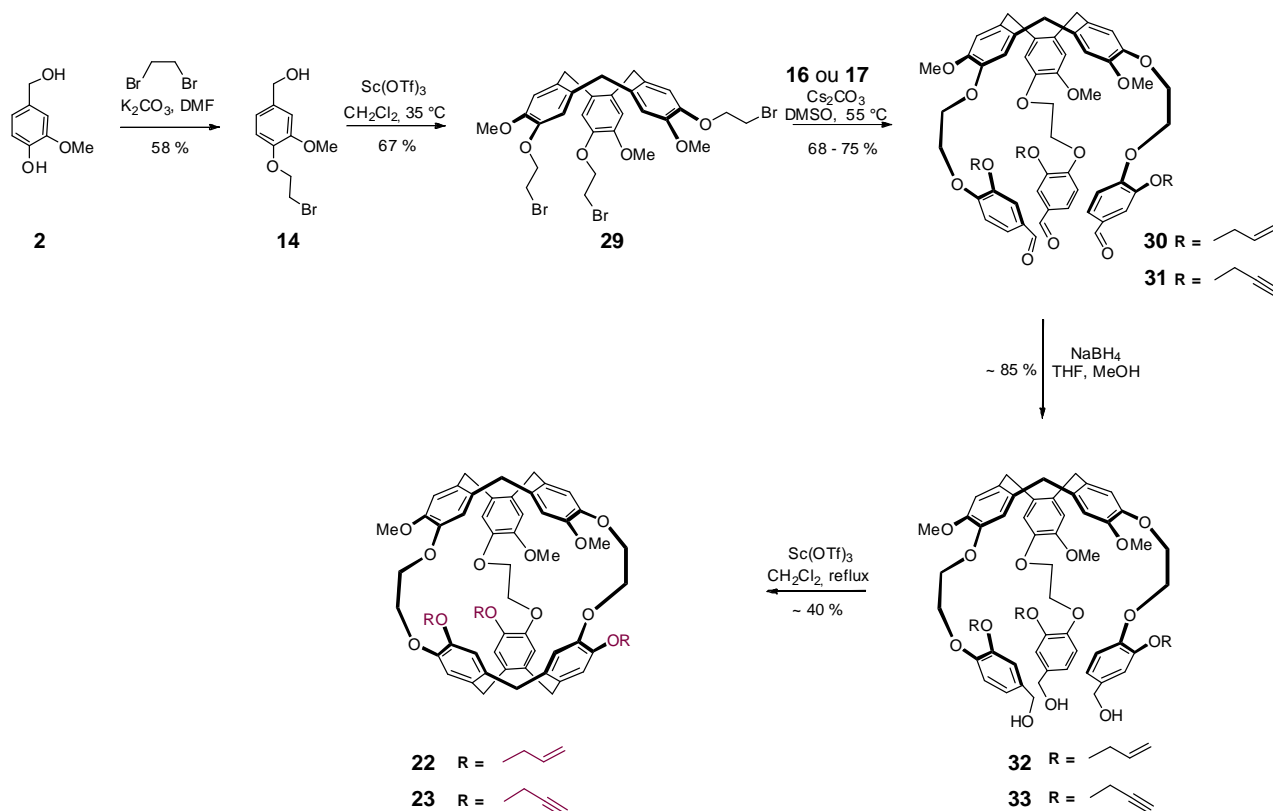 OH
OMe
OH
2
Br
Br
K2CO3, DMF
58 %
OH
OMe
O
Br
14
Sc(OTf)3
CH2Cl2, 35 °C
67 %
MeO
O
O
OMe
OMe
O
Br
Br
Br
29
16 ou 17
Cs2CO3
DMSO, 55 °C
68 - 75 %
MeO
O
O
OMe
OMe
O
O
RO
RO
O
O
OR
O
O
O
30 R =
31 R =
~ 85 %
NaBH4
THF, MeOH
MeO
O
O
OMe
OMe
O
O
RO
RO
O
O
OR
HO
OH
OH
32 R =
33 R =
Sc(OTf)3
CH2Cl2, reflux
~ 40 %
MeO
O
O
OMe
OMe
O
RO
RO
O
O
O
OR
22 R =
23 R =